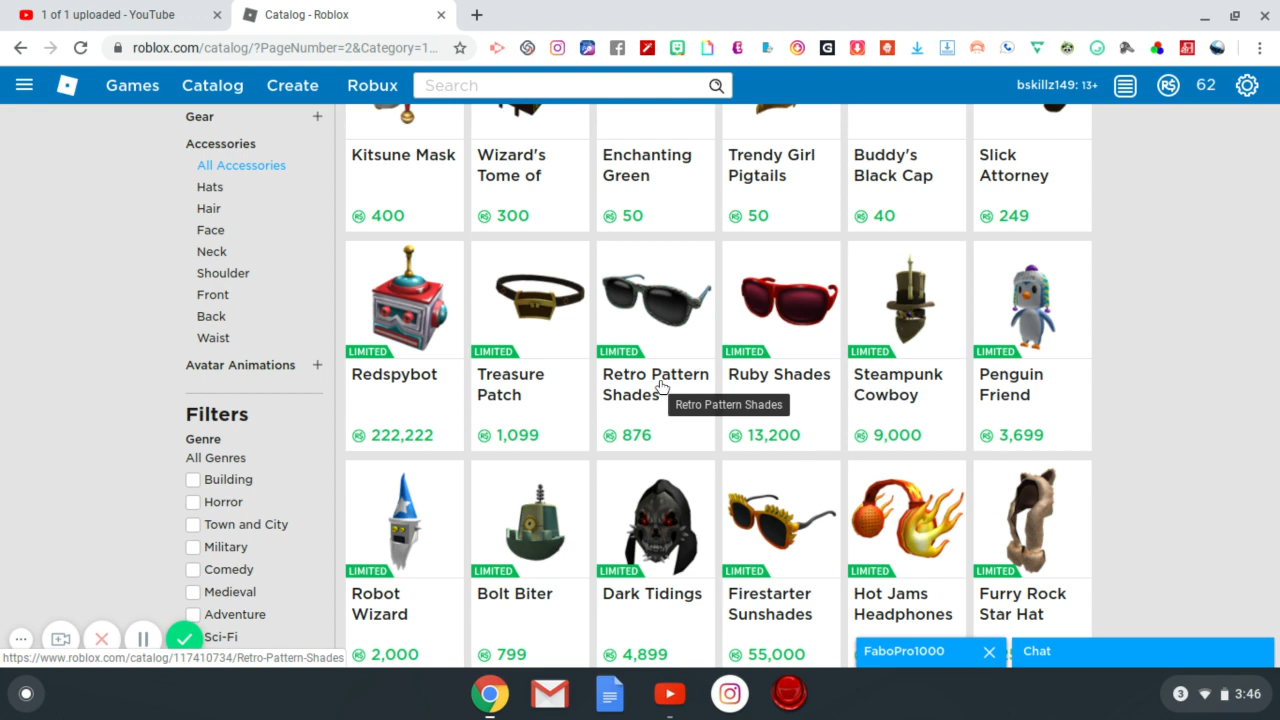 1 of 1 uploaded - YouTube
Catalog - Roblox
roblox.com/catalog/?PageNumber=2&Category=1...
Games
Catalog
Create
Robux
Search
bskillz149: 13+
62
Gear
Accessories
All Accessories
Hats
Hair
Face
Neck
Shoulder
Front
Back
Waist
Avatar Animations
Filters
Genre
All Genres
Building
Horror
Town and City
Military
Comedy
Medieval
Adventure
Sci-Fi
Kitsune Mask
400
Wizard's
Tome of
300
Enchanting
Green
50
Trendy Girl
Pigtails
50
Buddy's
Black Cap
40
Slick
Attorney
249
LIMITED
Redspybot
222,222
LIMITED
Treasure
Patch
1,099
LIMITED
Retro Pattern
Shades
Retro Pattern Shades
876
LIMITED
Ruby Shades
13,200
LIMITED
Steampunk
Cowboy
9,000
LIMITED
Penguin
Friend
3,699
LIMITED
Robot
Wizard
2,000
LIMITED
Bolt Biter
799
LIMITED
Dark Tidings
4,899
LIMITED
Firestarter
Sunshades
55,000
LIMITED
Hot Jams
Headphones
LIMITED
Furry Rock
Star Hat
FaboPro1000
Chat
https://www.roblox.com/catalog/117410734/Retro-Pattern-Shades
3
3:46